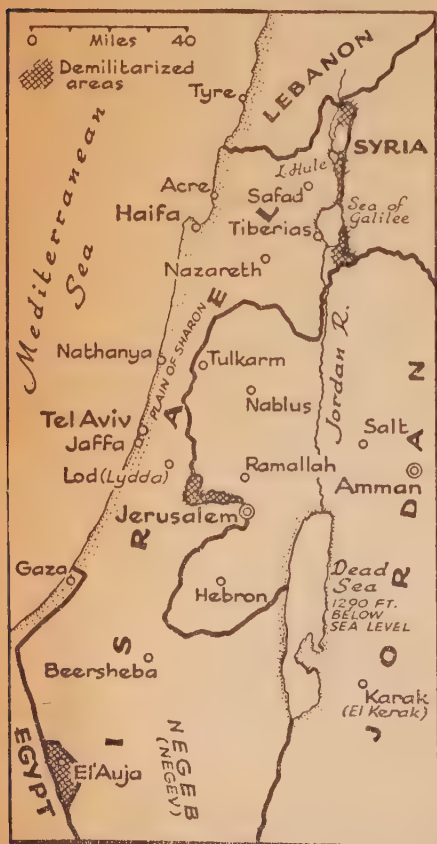 0 Miles 40
Demilitarized
areas
Mediterranean
Sea
Tyre
LEBANON
SYRIA
L. Hule
Acre
Safad
Haifa
Sea of
Galilee
Tiberias
Nazareth
Nathanya
PLAIN OF SHARON
Tulkarm
Nablus
Jordan R.
Tel Aviv
Jaffa
Salt
Lod (Lydda)
Ramallah
Amman
Jerusalem
Gaza
Hebron
Dead
Sea
1290 FT.
BELOW
SEA LEVEL
Beersheba
Karak
(El Kerak)
EGYPT
El'Auja
NEGEB
(NEGEV)
ISRAEL
JORDAN